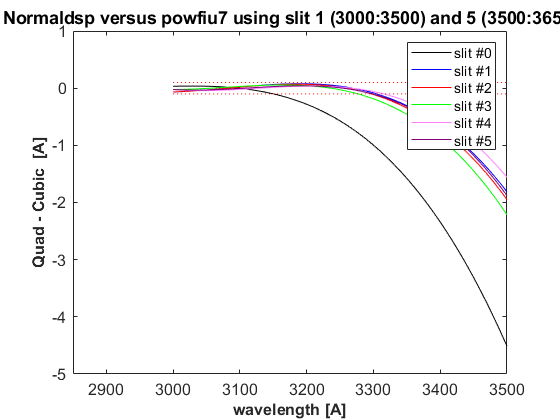 Normaldsp versus powfiu7 using slit 1 (3000:3500) and 5 (3500:365
1
0
-1
-2
-3
-4
-5
Quad - Cubic [A]
slit #0
slit #1
slit #2
slit #3
slit #4
slit #5
2900
3000
3100
3200
3300
3400
3500
wavelength [A]